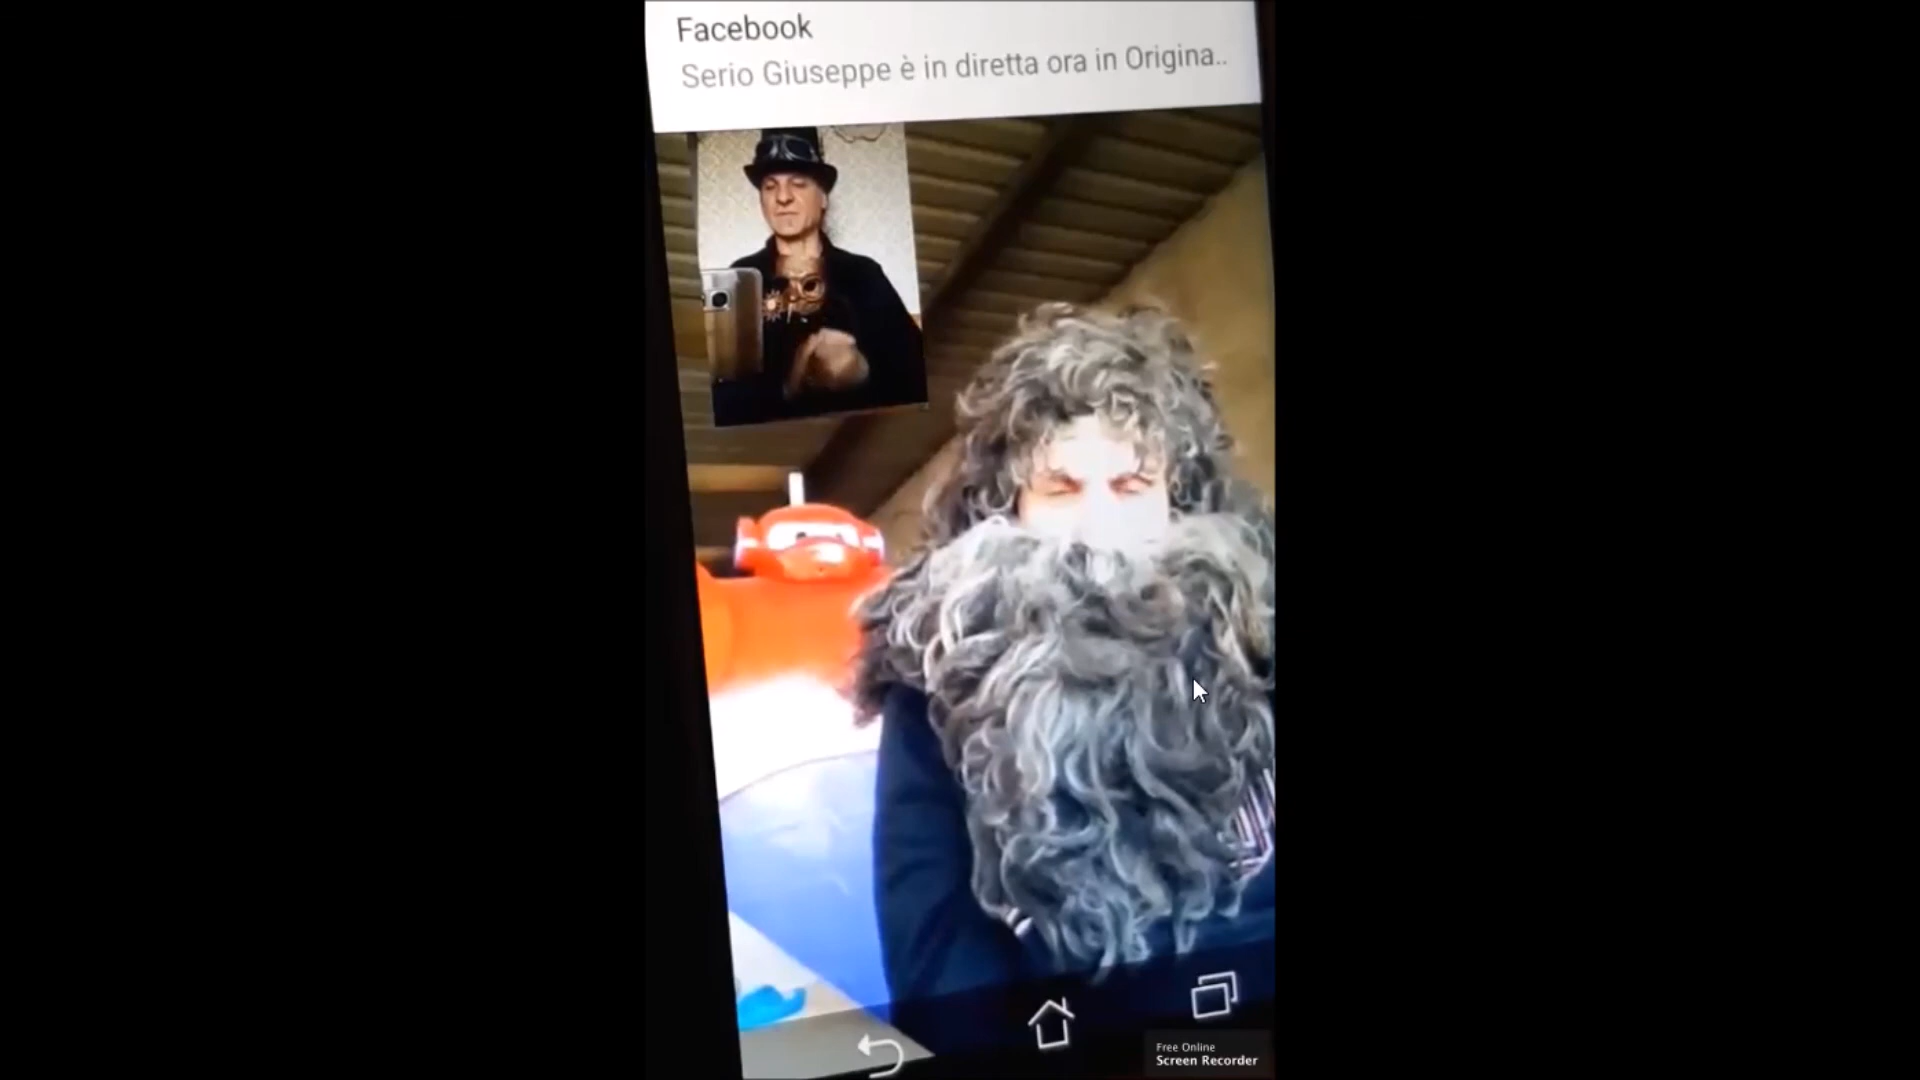 Facebook
Serio Giuseppe è in diretta ora in Origina..
Free Online
Screen Recorder